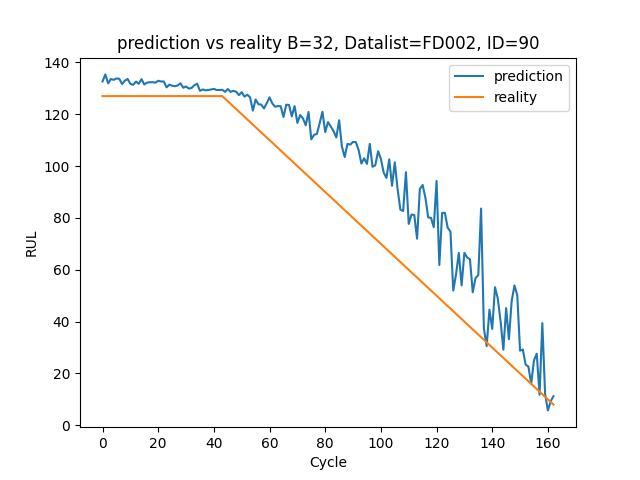 prediction vs reality B=32, Datalist=FD002, ID=90
prediction
reality
RUL
140
120
100
80
60
40
20
0
0 20 40 60 80 100 120 140 160
Cycle